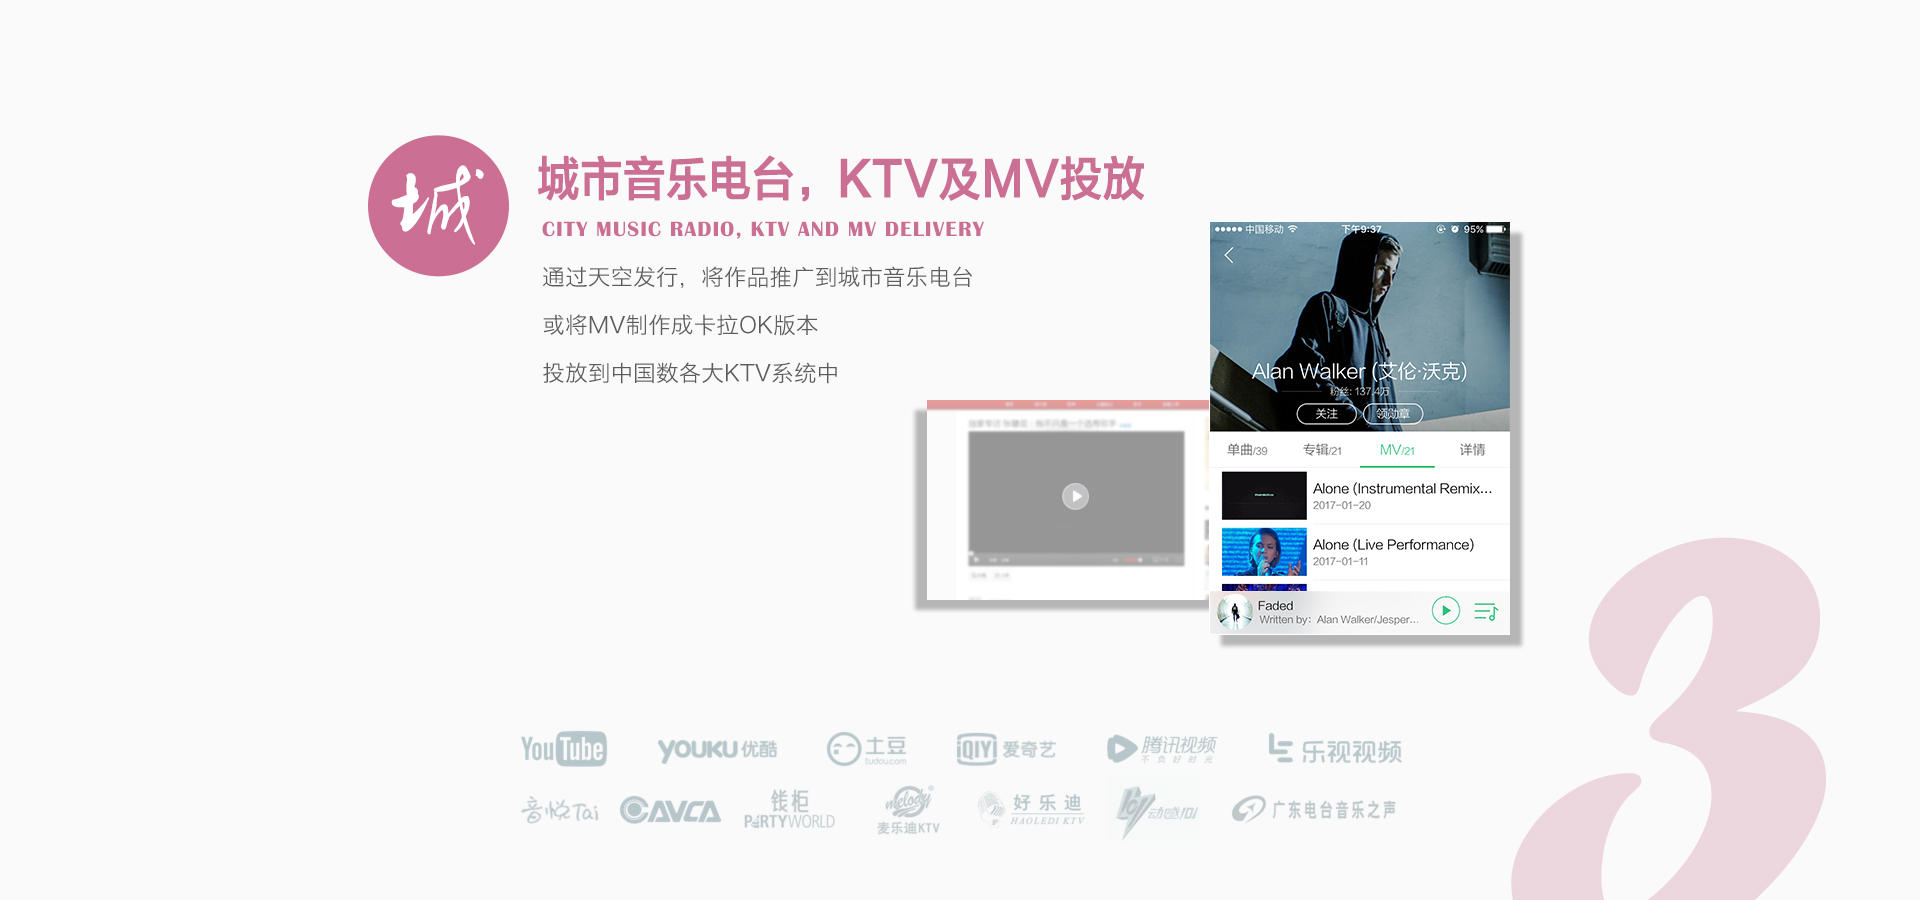 城
城市音乐电台，KTV及MV投放
CITY MUSIC RADIO, KTV AND MV DELIVERY
通过天空发行，将作品推广到城市音乐电台
或将MV制作成卡拉OK版本
投放到中国数各大KTV系统中
中国移动 下午9:37 95%
Alan Walker (艾伦·沃克)
粉丝: 137.4万
关注 领勋章
单曲/39 专辑/21 MV/21 详情
Alone (Instrumental Remix...
2017-01-20
Alone (Live Performance)
2017-01-11
Faded
Written by: Alan Walker/Jesper...
YouTube YOUKU优酷 土豆 tudou.com iQIYI 爱奇艺 腾讯视频 不负好时光 乐视视频
音悦Tai CAVCA 钱柜 PARTYWORLD melody 麦乐迪KTV 好乐迪 HAOLEDI KTV 动感101 广东电台音乐之声
3